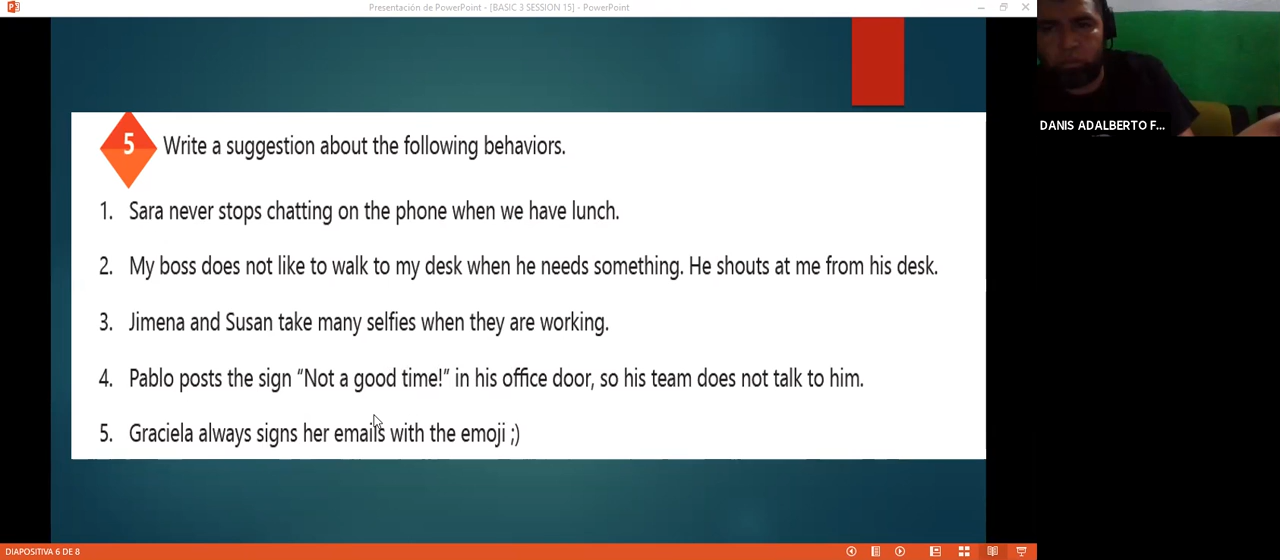 Presentación de PowerPoint - [BASIC 3 SESSION 15] - PowerPoint
5 Write a suggestion about the following behaviors.
1. Sara never stops chatting on the phone when we have lunch.
DANIS ADALBERTO F...
2. My boss does not like to walk to my desk when he needs something. He shouts at me from his desk.
3. Jimena and Susan take many selfies when they are working.
4. Pablo posts the sign “Not a good time!” in his office door, so his team does not talk to him.
5. Graciela always signs her emails with the emoji ;)
DIAPOSITIVA 6 DE 8